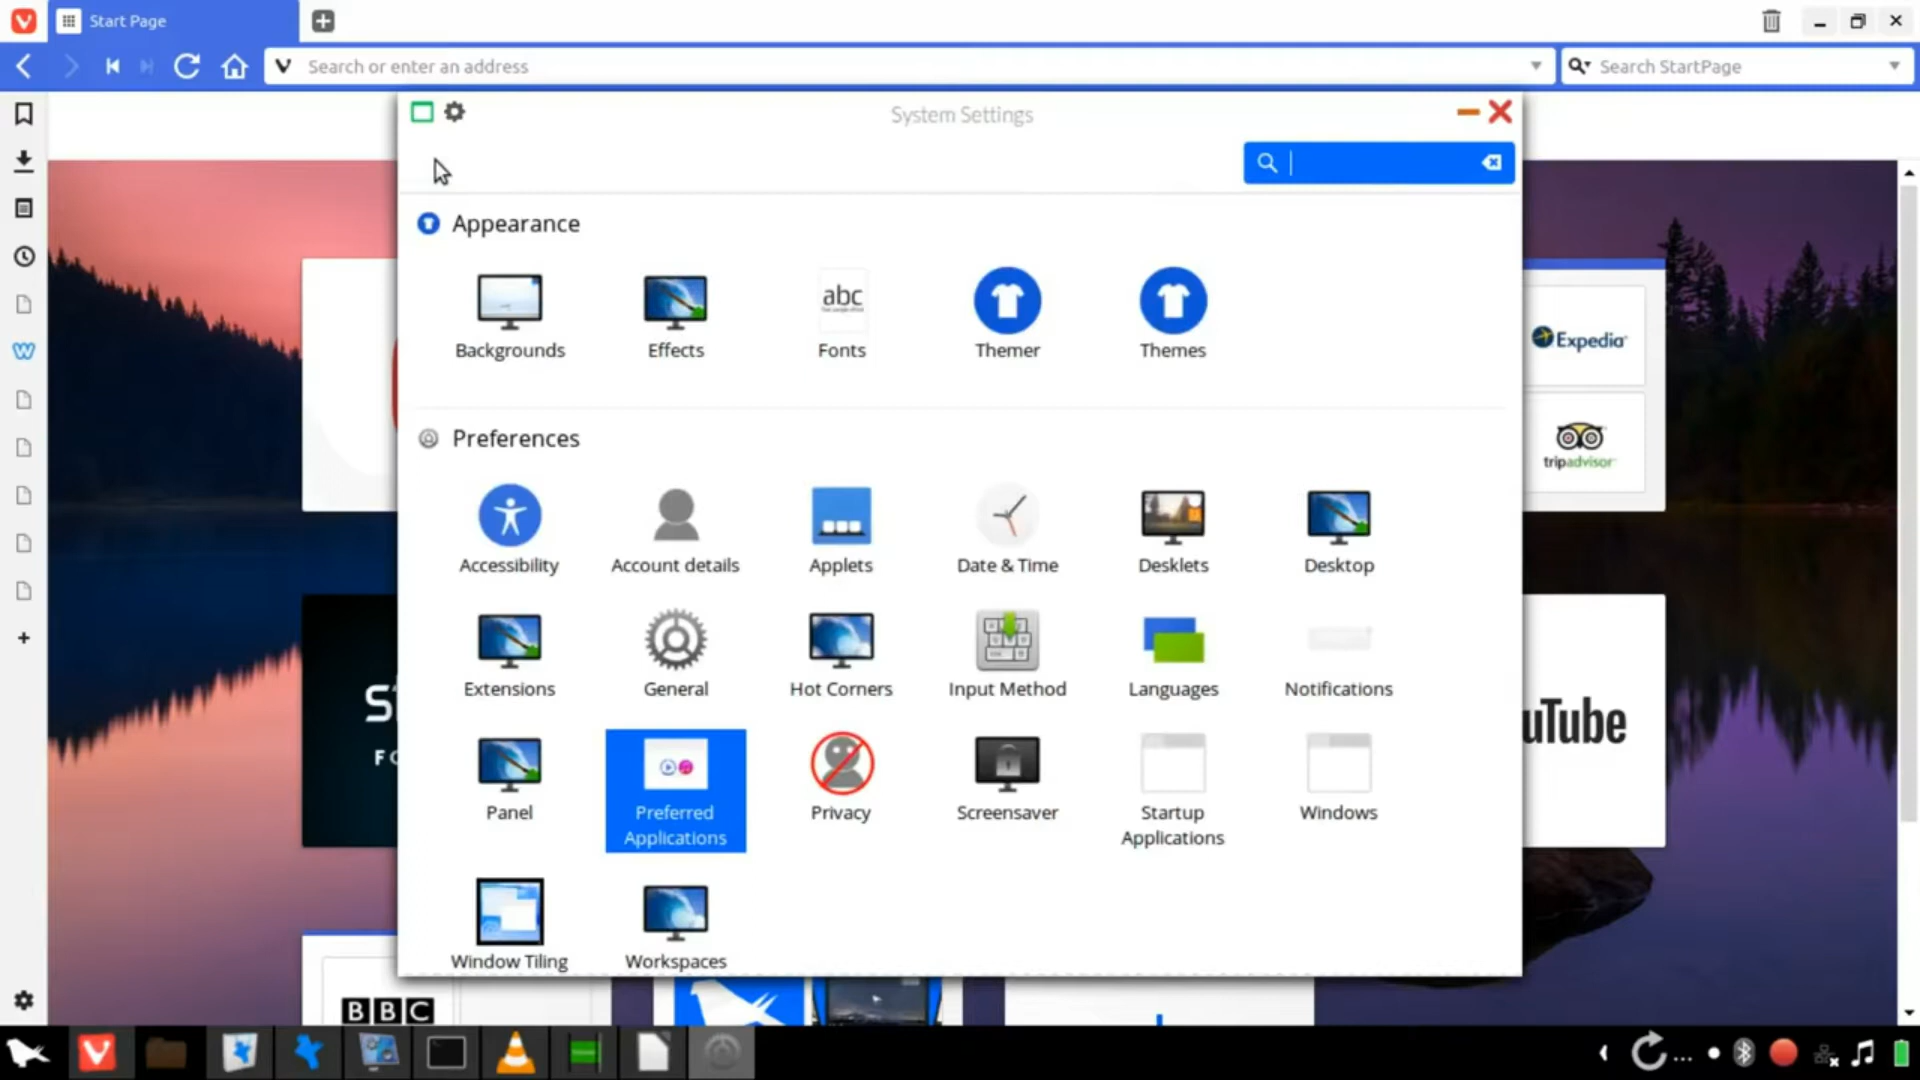 Start Page
Search or enter an address
Search StartPage
System Settings
Appearance
abc
Backgrounds
Effects
Fonts
Themer
Themes
Expedia
tripadvisor
Preferences
Accessibility
Account details
Applets
Date & Time
Desklets
Desktop
Extensions
General
Hot Corners
Input Method
Languages
Notifications
uTube
Panel
Preferred
Applications
Privacy
Screensaver
Startup
Applications
Windows
Window Tiling
Workspaces
BBC